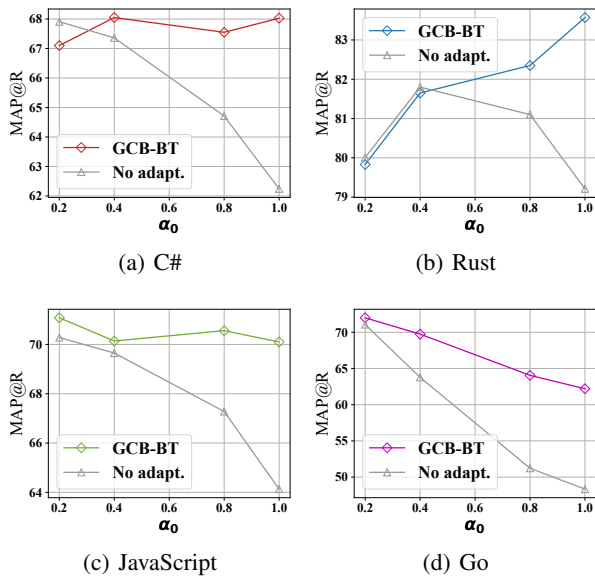 68
67
66
65
64
63
62
MAP@R
GCB-BT
No adapt.
0.2 0.4 0.6 0.8 1.0
α₀
(a) C#
83
82
81
80
79
MAP@R
GCB-BT
No adapt.
0.2 0.4 0.6 0.8 1.0
α₀
(b) Rust
70
68
66
64
MAP@R
GCB-BT
No adapt.
0.2 0.4 0.6 0.8 1.0
α₀
(c) JavaScript
70
65
60
55
50
MAP@R
GCB-BT
No adapt.
0.2 0.4 0.6 0.8 1.0
α₀
(d) Go